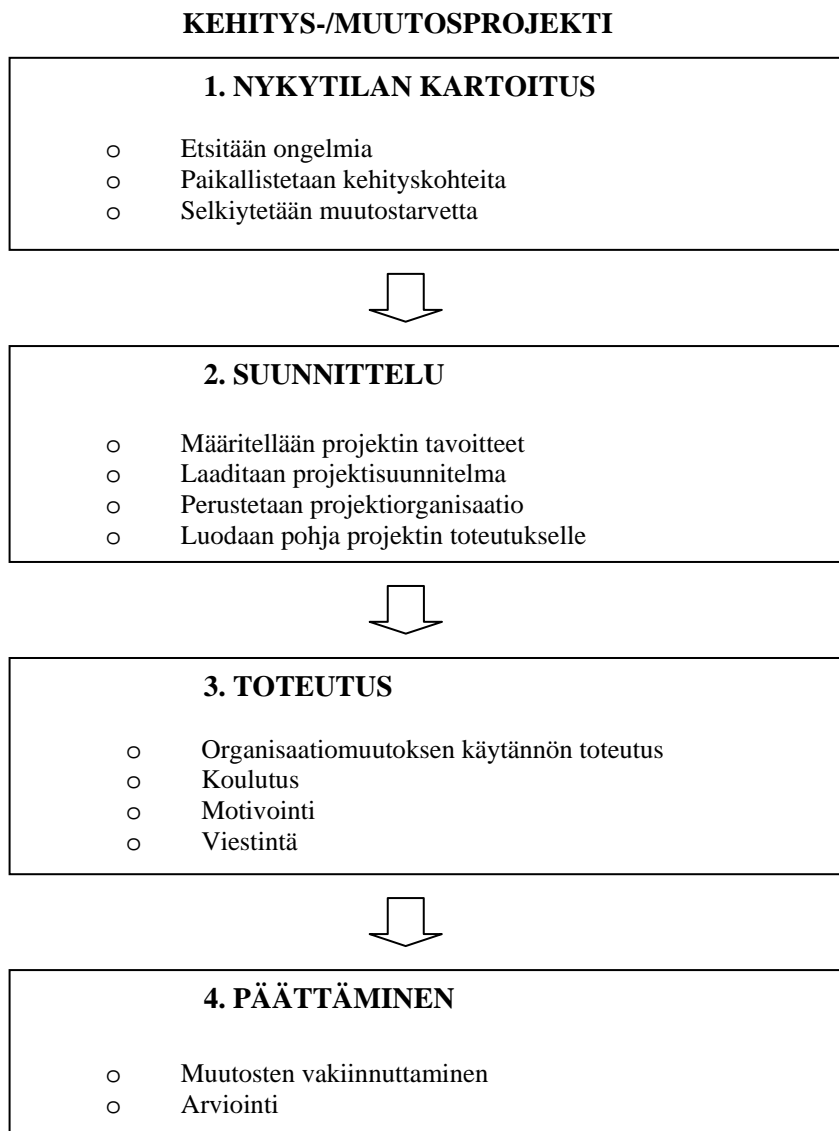 KEHITYS-/MUUTOSPROJEKTI
1. NYKYTILAN KARTOITUS
o Etsitään ongelmia
o Paikallistetaan kehityskohteita
o Selkiytetään muutostarvetta
2. SUUNNITTELU
o Määritellään projektin tavoitteet
o Laaditaan projektisuunnitelma
o Perustetaan projektiorganisaatio
o Luodaan pohja projektin toteutukselle
3. TOTEUTUS
o Organisaatiomuutoksen käytännön toteutus
o Koulutus
o Motivointi
o Viestintä
4. PÄÄTTÄMINEN
o Muutosten vakiinnuttaminen
o Arviointi